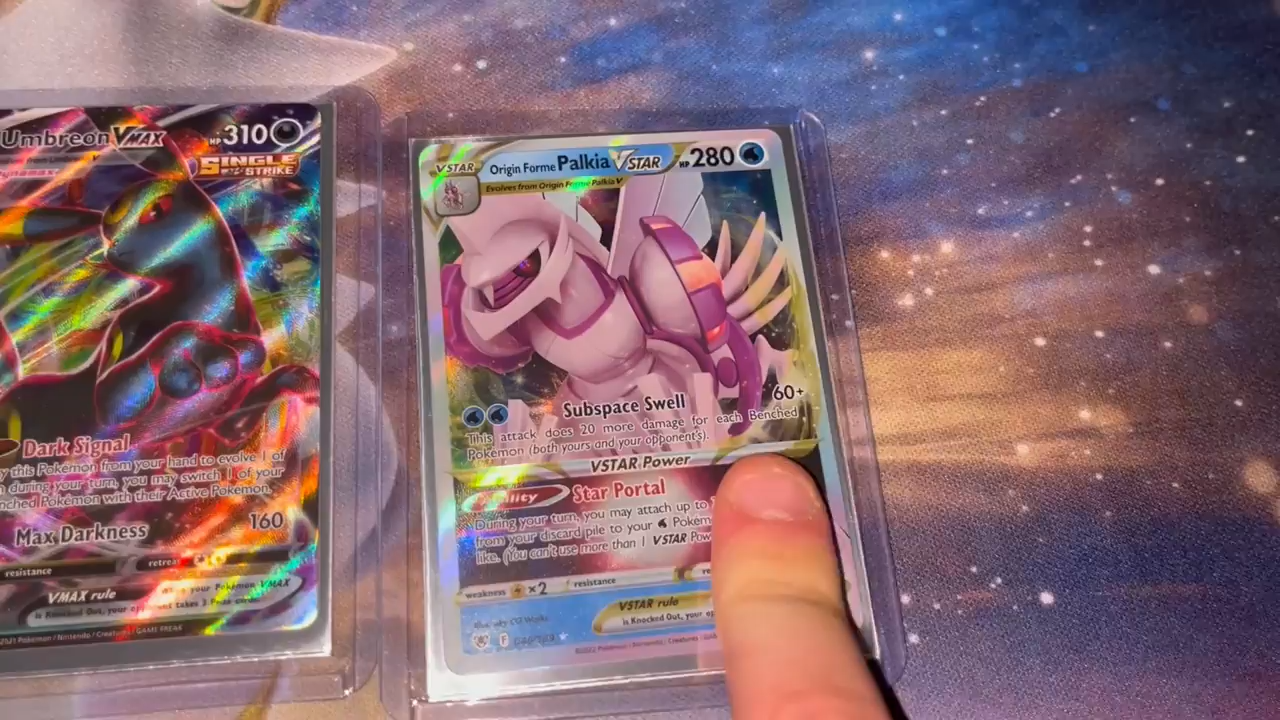 Umbreon VMAX
HP 310
SINGLE
STRIKE
Dark Signal
this Pokémon from your hand to evolve 1 of
during your turn, you may switch 1 of your
nched Pokémon with their Active Pokémon.
Max Darkness 160
resistance retreat
VMAX rule
your Pokémon VMAX
is Knocked Out, your opponent takes 3 Prize cards.
2021 Pokémon / Nintendo / Creatures / GAME FREAK
VSTAR
Origin Forme Palkia VSTAR HP 280
Evolves from Origin Forme Palkia V
Subspace Swell 60+
This attack does 20 more damage for each Benched
Pokémon (both yours and your opponent's).
VSTAR Power
Ability Star Portal
During your turn, you may attach up to
from your discard pile to your Pokém
like. (You can't use more than 1 VSTAR Pow
weakness ×2 resistance re
VSTAR rule
is Knocked Out, your op
F
©2022 Pokémon / Nintendo / Creatures / GAM